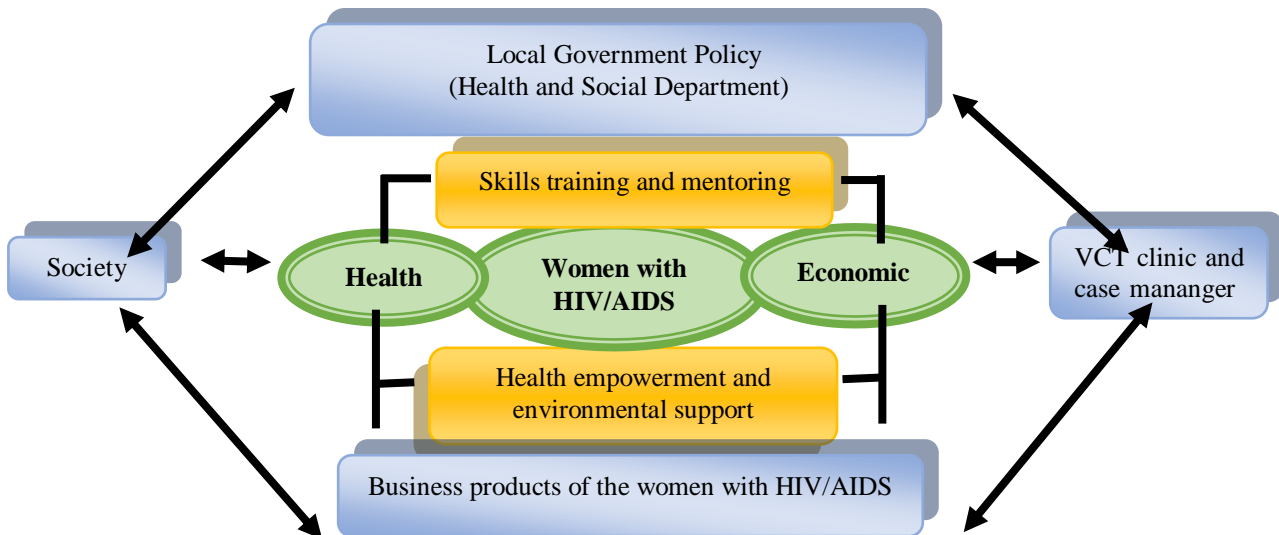 Local Government Policy
(Health and Social Department)
Skills training and mentoring
Society
Health
Women with
HIV/AIDS
Economic
VCT clinic and
case mananger
Health empowerment and
environmental support
Business products of the women with HIV/AIDS